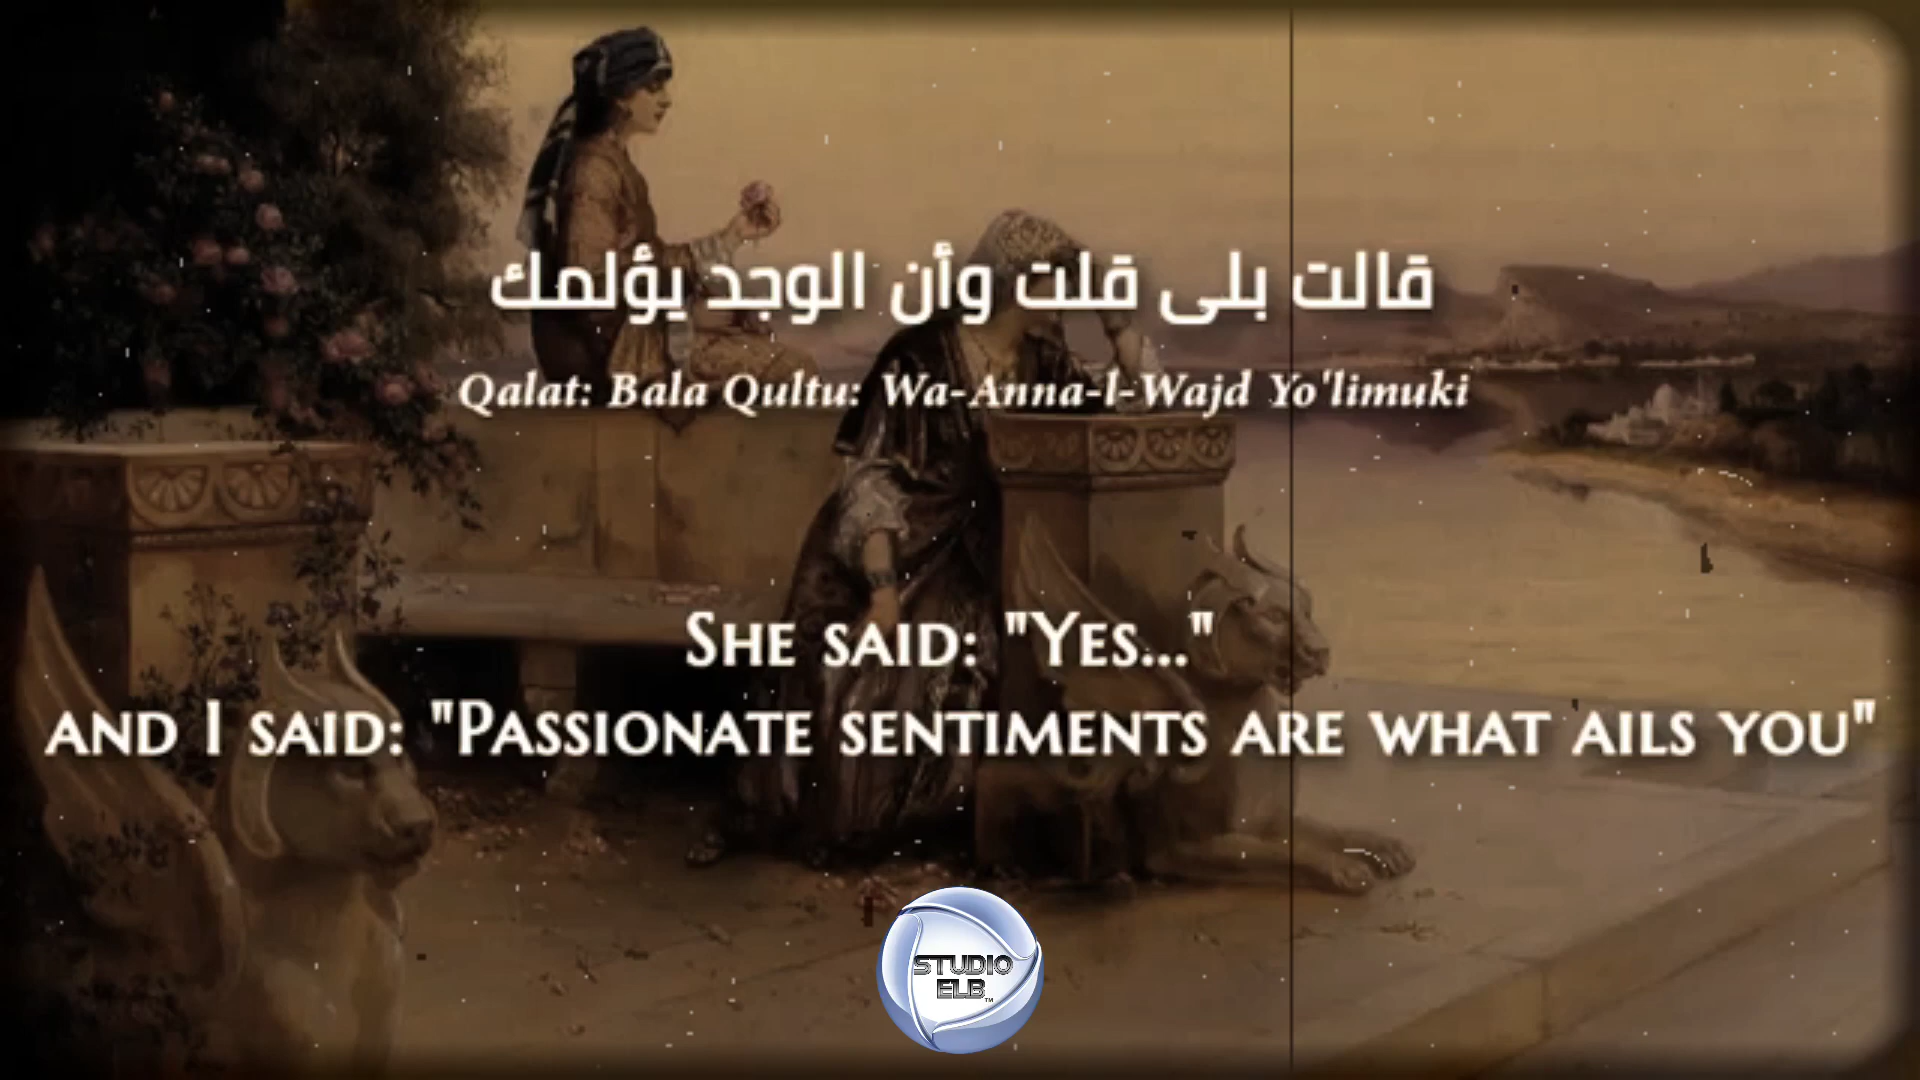 قالت بلى قلت وأن الوجد يؤلمك
Qalat: Bala Qultu: Wa-Anna-l-Wajd Yo'limuki
She said: "Yes..."
and I said: "Passionate sentiments are what ails you"
STUDIO
ELB™